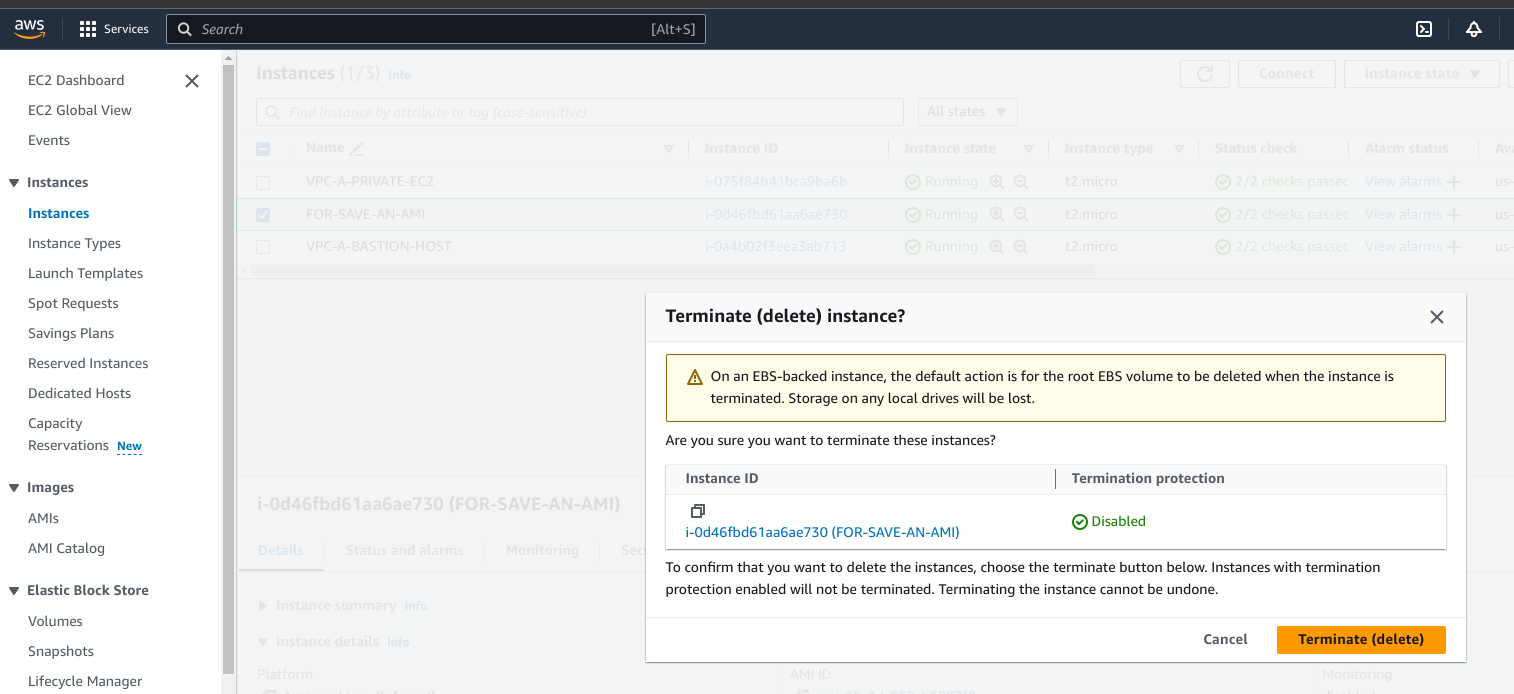 aws
Services
Search
[Alt+S]
EC2 Dashboard
EC2 Global View
Events
Instances
Instances
Instance Types
Launch Templates
Spot Requests
Savings Plans
Reserved Instances
Dedicated Hosts
Capacity
Reservations New
Images
AMIs
AMI Catalog
Elastic Block Store
Volumes
Snapshots
Lifecycle Manager
Instances (1/3) Info
Connect
Instance state
Find Instance by attribute or tag (case-sensitive)
All states
Name Instance ID Instance state Instance type Status check Alarm status
VPC-A-PRIVATE-EC2 i-075f84b41bca9ba6b Running t2.micro 2/2 checks passec View alarms us-
FOR-SAVE-AN-AMI i-0d46fbd61aa6ae730 Running t2.micro 2/2 checks passec View alarms us-
VPC-A-BASTION-HOST i-0a4b02f3eea3ab713 Running t2.micro 2/2 checks passec View alarms us-
i-0d46fbd61aa6ae730 (FOR-SAVE-AN-AMI)
Details Status and alarms Monitoring
Instance summary Info
Instance details Info
Platform
AMI ID
Monitoring
Terminate (delete) instance?
On an EBS-backed instance, the default action is for the root EBS volume to be deleted when the instance is
terminated. Storage on any local drives will be lost.
Are you sure you want to terminate these instances?
Instance ID Termination protection
i-0d46fbd61aa6ae730 (FOR-SAVE-AN-AMI) Disabled
To confirm that you want to delete the instances, choose the terminate button below. Instances with termination
protection enabled will not be terminated. Terminating the instance cannot be undone.
Cancel Terminate (delete)